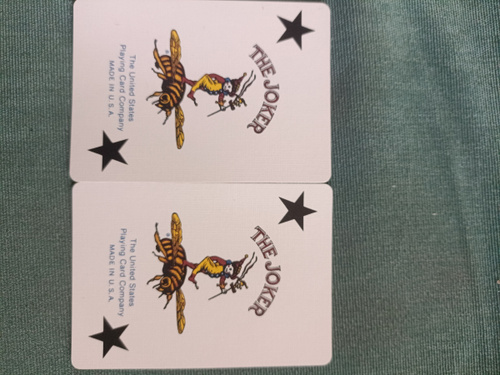 THE JOKER
The United States
Playing Card Company
MADE IN U.S.A.
THE JOKER
The United States
Playing Card Company
MADE IN U.S.A.